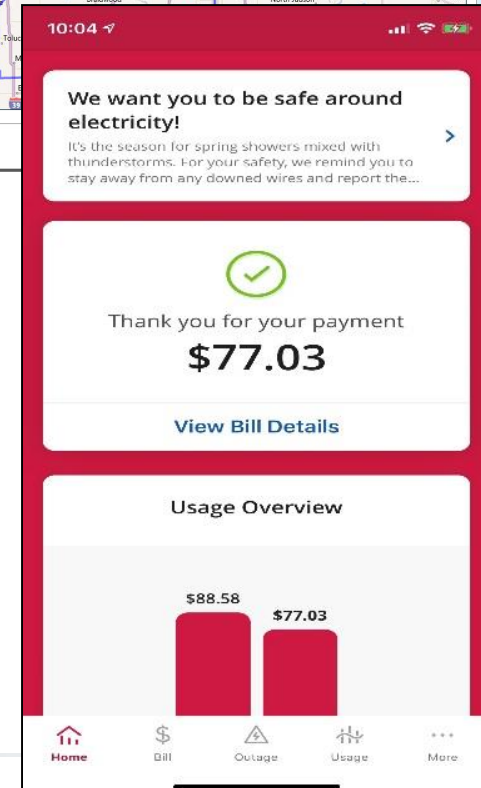 10:04
We want you to be safe around
electricity!
It's the season for spring showers mixed with
thunderstorms. For your safety, we remind you to
stay away from any downed wires and report the...
Thank you for your payment
$77.03
View Bill Details
Usage Overview
$88.58
$77.03
Home Bill Outage Usage More